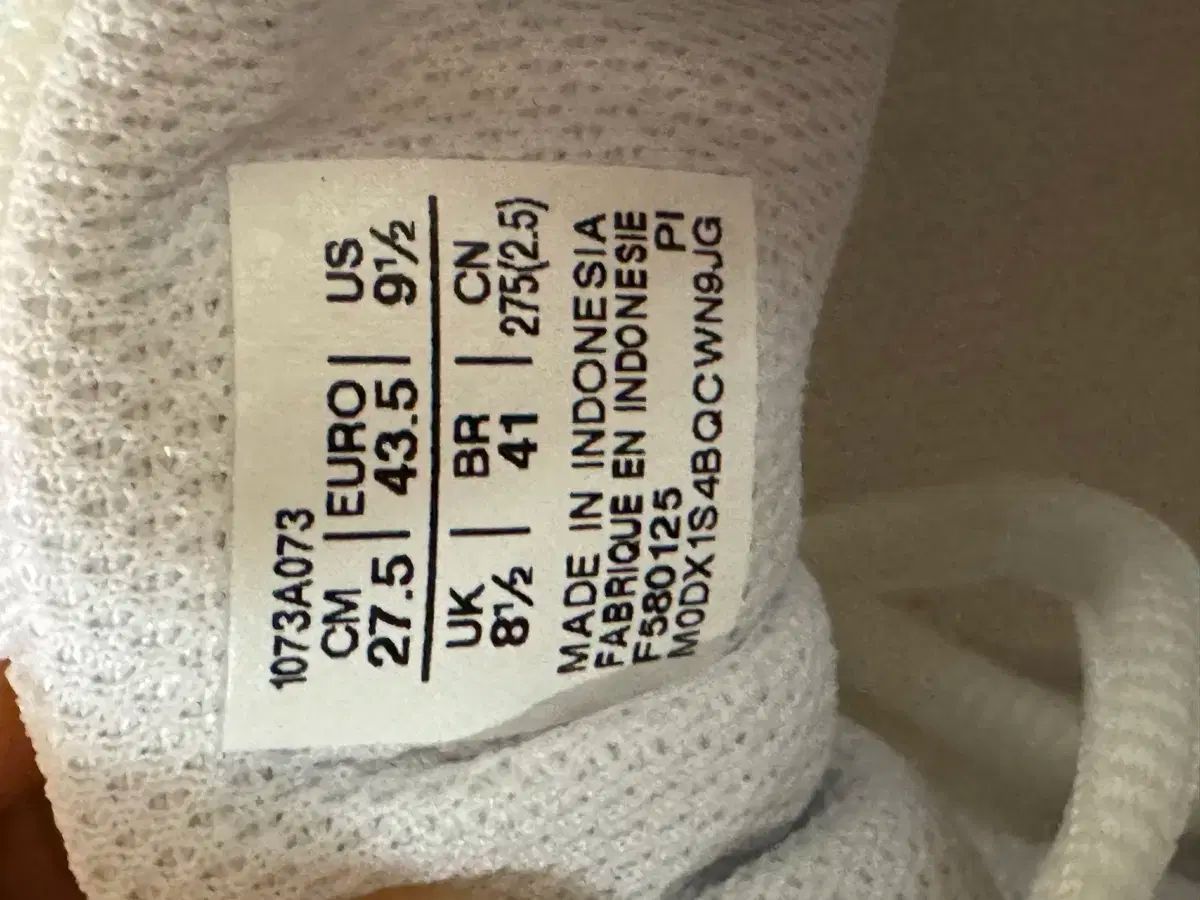 1073A073
CM | EURO | US
27.5 | 43.5 | 9½
UK | BR | CN
8½ | 41 | 275(2.5)
MADE IN INDONESIA
FABRIQUE EN INDONESIE
F580125 PI
M0DX1S4BQCWN9JG